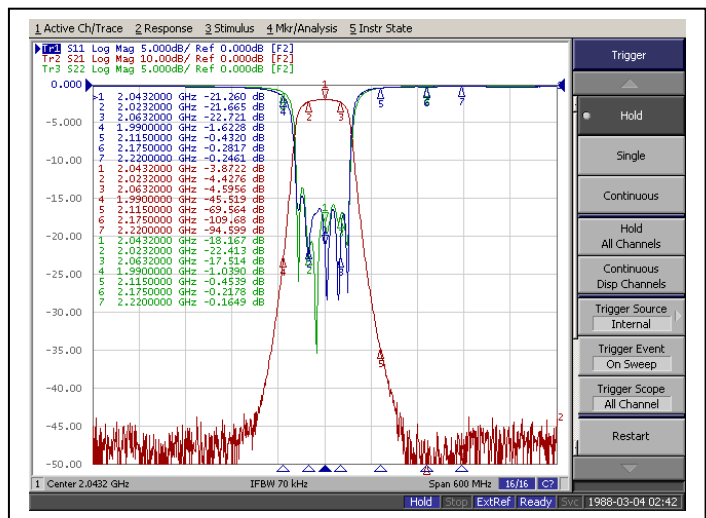 1 Active Ch/Trace 2 Response 3 Stimulus 4 Mkr/Analysis 5 Instr State
Tr1 S11 Log Mag 5.000dB/ Ref 0.000dB [F2]
Tr2 S21 Log Mag 10.00dB/ Ref 0.000dB [F2]
Tr3 S22 Log Mag 5.000dB/ Ref 0.000dB [F2]
0.000
-5.000
-10.00
-15.00
-20.00
-25.00
-30.00
-35.00
-40.00
-45.00
-50.00
>1 2.0432000 GHz -21.260 dB
2 2.0232000 GHz -21.665 dB
3 2.0632000 GHz -22.721 dB
4 1.9900000 GHz -1.6228 dB
5 2.1150000 GHz -0.4320 dB
6 2.1750000 GHz -0.2817 dB
7 2.2200000 GHz -0.2461 dB
1 2.0432000 GHz -3.8722 dB
2 2.0232000 GHz -4.4276 dB
3 2.0632000 GHz -4.5956 dB
4 1.9900000 GHz -45.519 dB
5 2.1150000 GHz -69.564 dB
6 2.1750000 GHz -109.68 dB
7 2.2200000 GHz -94.599 dB
1 2.0432000 GHz -18.167 dB
2 2.0232000 GHz -22.413 dB
3 2.0632000 GHz -17.514 dB
4 1.9900000 GHz -1.0390 dB
5 2.1150000 GHz -0.4539 dB
6 2.1750000 GHz -0.2178 dB
7 2.2200000 GHz -0.1649 dB
1
2
3
4
5
6
7
1
4
5
2
3
2
1 Center 2.0432 GHz IFBW 70 kHz Span 600 MHz 16/16 C?
Trigger
Hold
Single
Continuous
Hold
All Channels
Continuous
Disp Channels
Trigger Source
Internal
Trigger Event
On Sweep
Trigger Scope
All Channel
Restart
Hold Stop ExtRef Ready Svc 1988-03-04 02:42